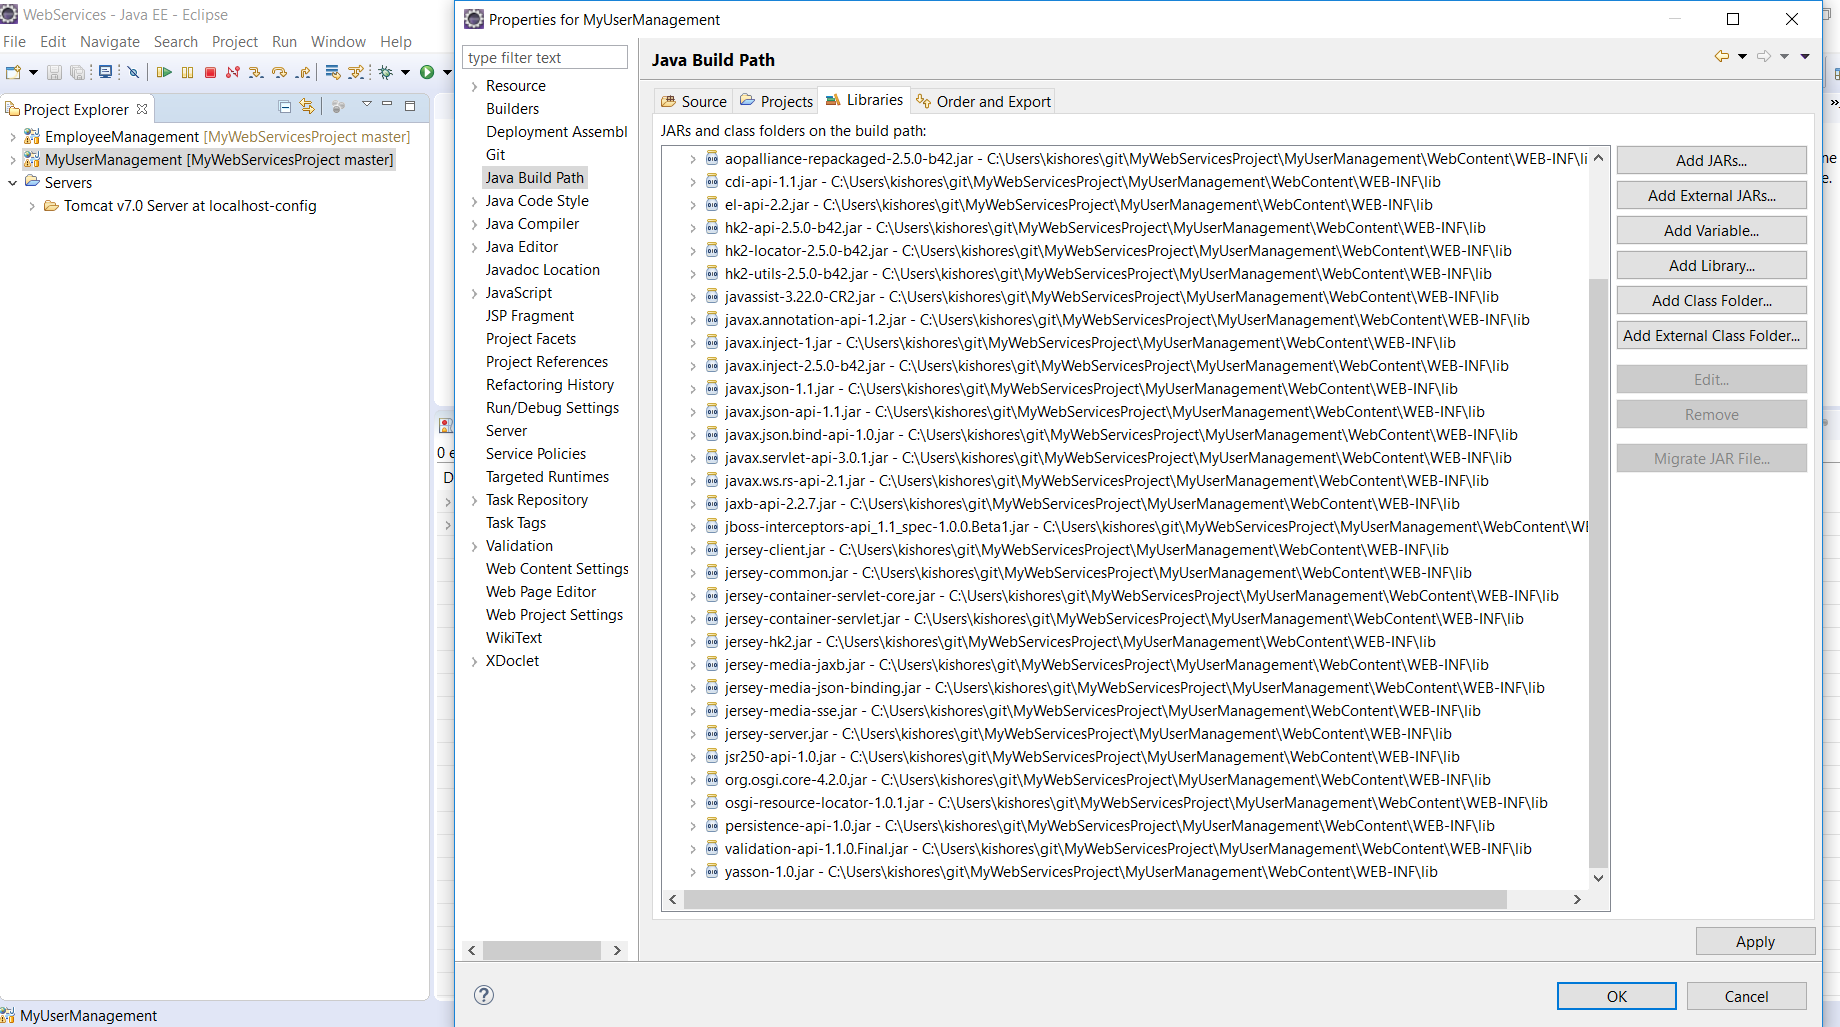 WebServices - Java EE - Eclipse
File Edit Navigate Search Project Run Window Help
Project Explorer
EmployeeManagement [MyWebServicesProject master]
MyUserManagement [MyWebServicesProject master]
Servers
Tomcat v7.0 Server at localhost-config
MyUserManagement
0 e
D
Properties for MyUserManagement
type filter text
Resource
Builders
Deployment Assembl
Git
Java Build Path
Java Code Style
Java Compiler
Java Editor
Javadoc Location
JavaScript
JSP Fragment
Project Facets
Project References
Refactoring History
Run/Debug Settings
Server
Service Policies
Targeted Runtimes
Task Repository
Task Tags
Validation
Web Content Settings
Web Page Editor
Web Project Settings
WikiText
XDoclet
Java Build Path
Source Projects Libraries Order and Export
JARs and class folders on the build path:
aopalliance-repackaged-2.5.0-b42.jar - C:\Users\kishores\git\MyWebServicesProject\MyUserManagement\WebContent\WEB-INF\li
cdi-api-1.1.jar - C:\Users\kishores\git\MyWebServicesProject\MyUserManagement\WebContent\WEB-INF\lib
el-api-2.2.jar - C:\Users\kishores\git\MyWebServicesProject\MyUserManagement\WebContent\WEB-INF\lib
hk2-api-2.5.0-b42.jar - C:\Users\kishores\git\MyWebServicesProject\MyUserManagement\WebContent\WEB-INF\lib
hk2-locator-2.5.0-b42.jar - C:\Users\kishores\git\MyWebServicesProject\MyUserManagement\WebContent\WEB-INF\lib
hk2-utils-2.5.0-b42.jar - C:\Users\kishores\git\MyWebServicesProject\MyUserManagement\WebContent\WEB-INF\lib
javassist-3.22.0-CR2.jar - C:\Users\kishores\git\MyWebServicesProject\MyUserManagement\WebContent\WEB-INF\lib
javax.annotation-api-1.2.jar - C:\Users\kishores\git\MyWebServicesProject\MyUserManagement\WebContent\WEB-INF\lib
javax.inject-1.jar - C:\Users\kishores\git\MyWebServicesProject\MyUserManagement\WebContent\WEB-INF\lib
javax.inject-2.5.0-b42.jar - C:\Users\kishores\git\MyWebServicesProject\MyUserManagement\WebContent\WEB-INF\lib
javax.json-1.1.jar - C:\Users\kishores\git\MyWebServicesProject\MyUserManagement\WebContent\WEB-INF\lib
javax.json-api-1.1.jar - C:\Users\kishores\git\MyWebServicesProject\MyUserManagement\WebContent\WEB-INF\lib
javax.json.bind-api-1.0.jar - C:\Users\kishores\git\MyWebServicesProject\MyUserManagement\WebContent\WEB-INF\lib
javax.servlet-api-3.0.1.jar - C:\Users\kishores\git\MyWebServicesProject\MyUserManagement\WebContent\WEB-INF\lib
javax.ws.rs-api-2.1.jar - C:\Users\kishores\git\MyWebServicesProject\MyUserManagement\WebContent\WEB-INF\lib
jaxb-api-2.2.7.jar - C:\Users\kishores\git\MyWebServicesProject\MyUserManagement\WebContent\WEB-INF\lib
jboss-interceptors-api_1.1_spec-1.0.0.Beta1.jar - C:\Users\kishores\git\MyWebServicesProject\MyUserManagement\WebContent\WE
jersey-client.jar - C:\Users\kishores\git\MyWebServicesProject\MyUserManagement\WebContent\WEB-INF\lib
jersey-common.jar - C:\Users\kishores\git\MyWebServicesProject\MyUserManagement\WebContent\WEB-INF\lib
jersey-container-servlet-core.jar - C:\Users\kishores\git\MyWebServicesProject\MyUserManagement\WebContent\WEB-INF\lib
jersey-container-servlet.jar - C:\Users\kishores\git\MyWebServicesProject\MyUserManagement\WebContent\WEB-INF\lib
jersey-hk2.jar - C:\Users\kishores\git\MyWebServicesProject\MyUserManagement\WebContent\WEB-INF\lib
jersey-media-jaxb.jar - C:\Users\kishores\git\MyWebServicesProject\MyUserManagement\WebContent\WEB-INF\lib
jersey-media-json-binding.jar - C:\Users\kishores\git\MyWebServicesProject\MyUserManagement\WebContent\WEB-INF\lib
jersey-media-sse.jar - C:\Users\kishores\git\MyWebServicesProject\MyUserManagement\WebContent\WEB-INF\lib
jersey-server.jar - C:\Users\kishores\git\MyWebServicesProject\MyUserManagement\WebContent\WEB-INF\lib
jsr250-api-1.0.jar - C:\Users\kishores\git\MyWebServicesProject\MyUserManagement\WebContent\WEB-INF\lib
org.osgi.core-4.2.0.jar - C:\Users\kishores\git\MyWebServicesProject\MyUserManagement\WebContent\WEB-INF\lib
osgi-resource-locator-1.0.1.jar - C:\Users\kishores\git\MyWebServicesProject\MyUserManagement\WebContent\WEB-INF\lib
persistence-api-1.0.jar - C:\Users\kishores\git\MyWebServicesProject\MyUserManagement\WebContent\WEB-INF\lib
validation-api-1.1.0.Final.jar - C:\Users\kishores\git\MyWebServicesProject\MyUserManagement\WebContent\WEB-INF\lib
yasson-1.0.jar - C:\Users\kishores\git\MyWebServicesProject\MyUserManagement\WebContent\WEB-INF\lib
Add JARs...
Add External JARs...
Add Variable...
Add Library...
Add Class Folder...
Add External Class Folder...
Edit...
Remove
Migrate JAR File...
Apply
OK Cancel
ne
e.